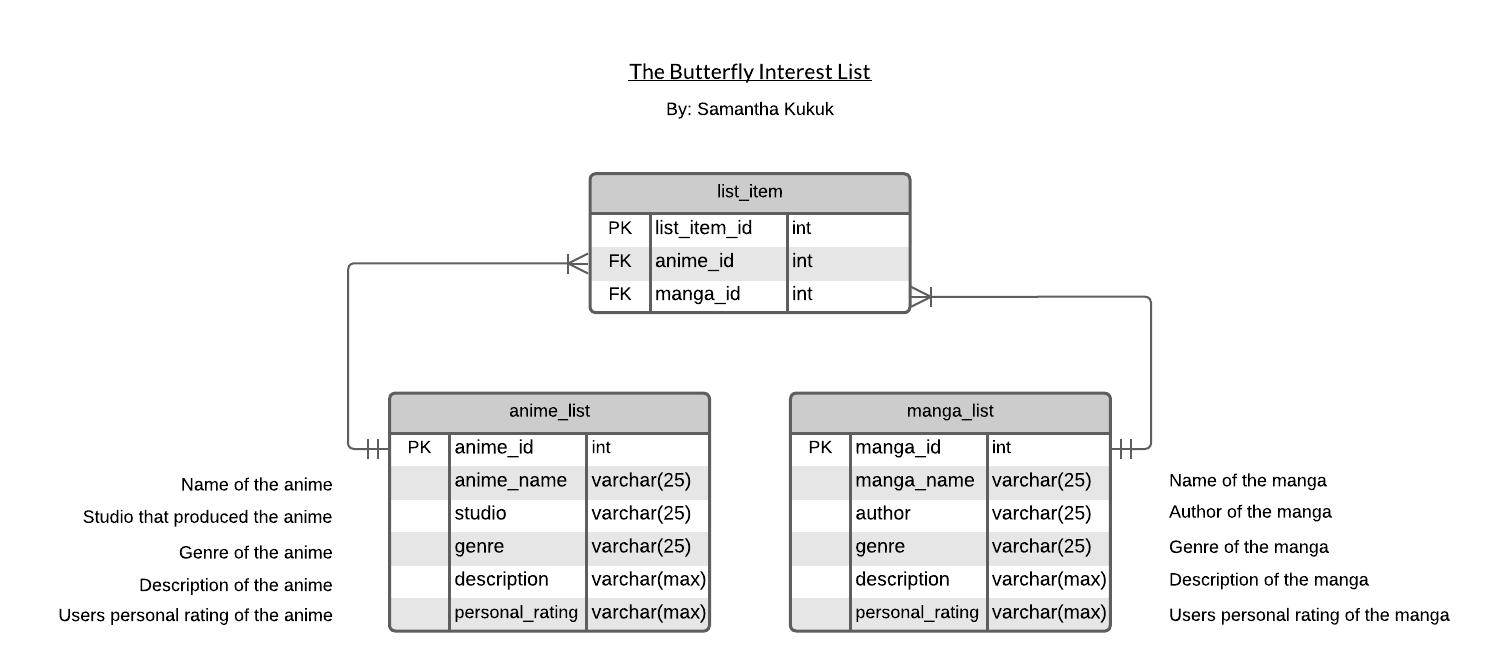 The Butterfly Interest List
By: Samantha Kukuk
list_item
PK list_item_id int
FK anime_id int
FK manga_id int
anime_list
PK anime_id int
anime_name varchar(25)
studio varchar(25)
genre varchar(25)
description varchar(max)
personal_rating varchar(max)
Name of the anime
Studio that produced the anime
Genre of the anime
Description of the anime
Users personal rating of the anime
manga_list
PK manga_id int
manga_name varchar(25)
author varchar(25)
genre varchar(25)
description varchar(max)
personal_rating varchar(max)
Name of the manga
Author of the manga
Genre of the manga
Description of the manga
Users personal rating of the manga